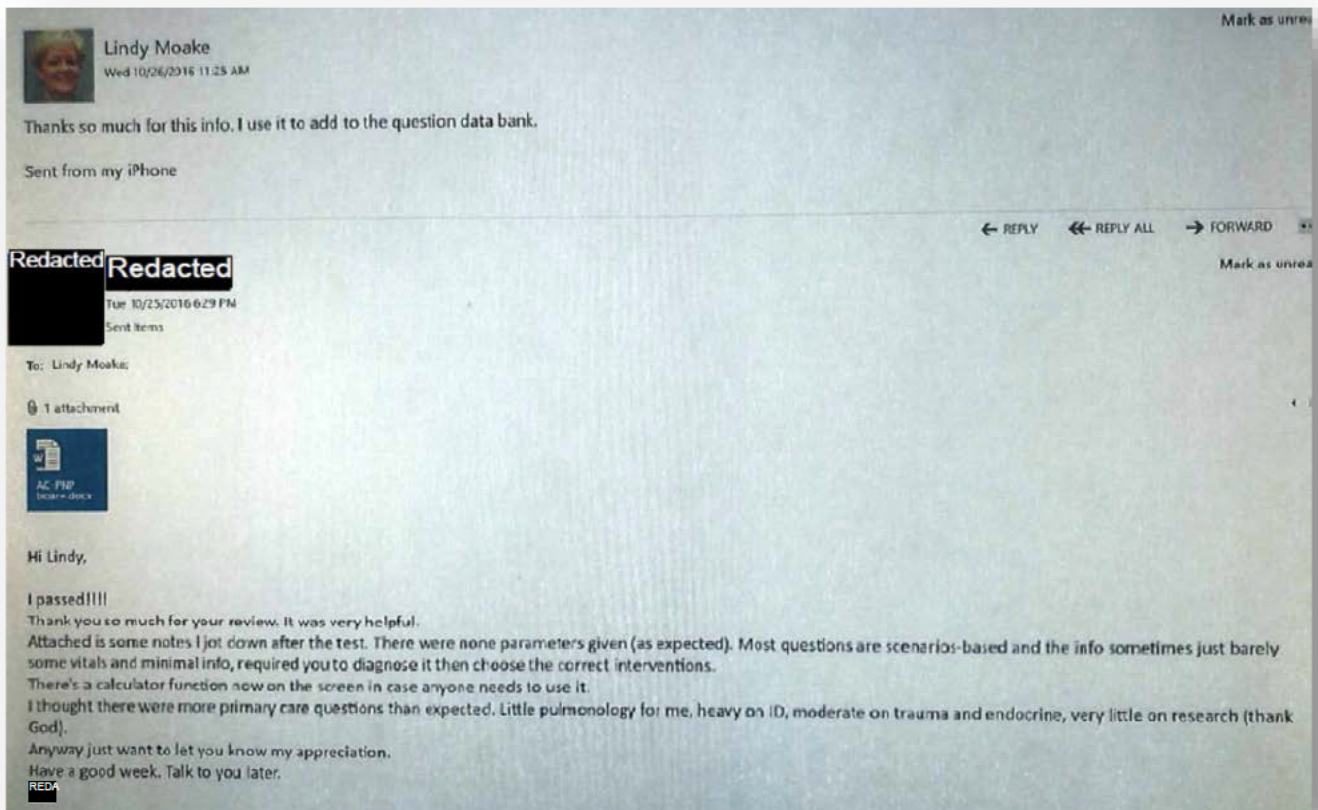 Mark as unrea
Lindy Moake
Wed 10/26/2016 11:25 AM
Thanks so much for this info. I use it to add to the question data bank.
Sent from my iPhone
REPLY REPLY ALL FORWARD
Redacted Redacted
Mark as unrea
Tue 10/25/2016 6:29 PM
Sent Items
To: Lindy Moake;
1 attachment
W
AC-PNP
.docx
Hi Lindy,
I passed!!!!
Thank you so much for your review. It was very helpful.
Attached is some notes I jot down after the test. There were none parameters given (as expected). Most questions are scenarios-based and the info sometimes just barely
some vitals and minimal info, required you to diagnose it then choose the correct interventions.
There's a calculator function now on the screen in case anyone needs to use it.
I thought there were more primary care questions than expected. Little pulmonology for me, heavy on ID, moderate on trauma and endocrine, very little on research (thank
God).
Anyway just want to let you know my appreciation.
Have a good week. Talk to you later.
REDA